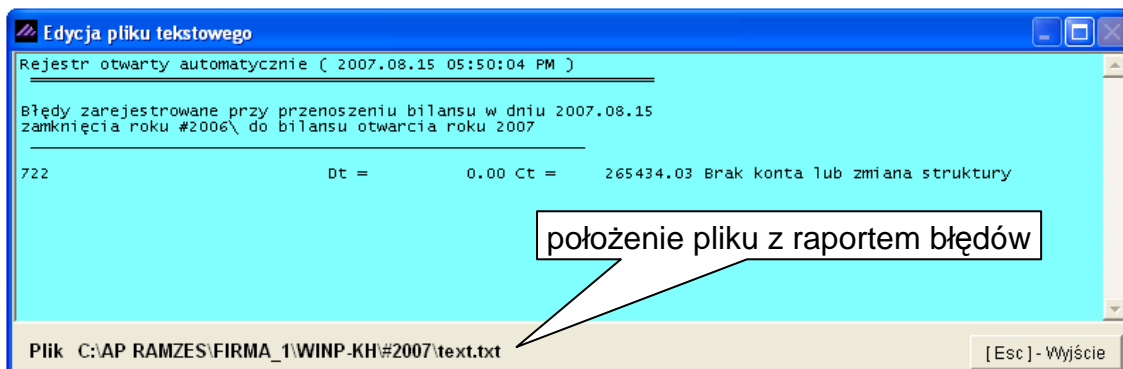 Edycja pliku tekstowego
Rejestr otwarty automatycznie ( 2007.08.15 05:50:04 PM )
Błędy zarejestrowane przy przenoszeniu bilansu w dniu 2007.08.15
zamknięcia roku #2006\ do bilansu otwarcia roku 2007
722 Dt = 0.00 Ct = 265434.03 Brak konta lub zmiana struktury
położenie pliku z raportem błędów
Plik C:\AP RAMZES\FIRMA_1\WINP-KH\#2007\text.txt
[ Esc ] - Wyjście